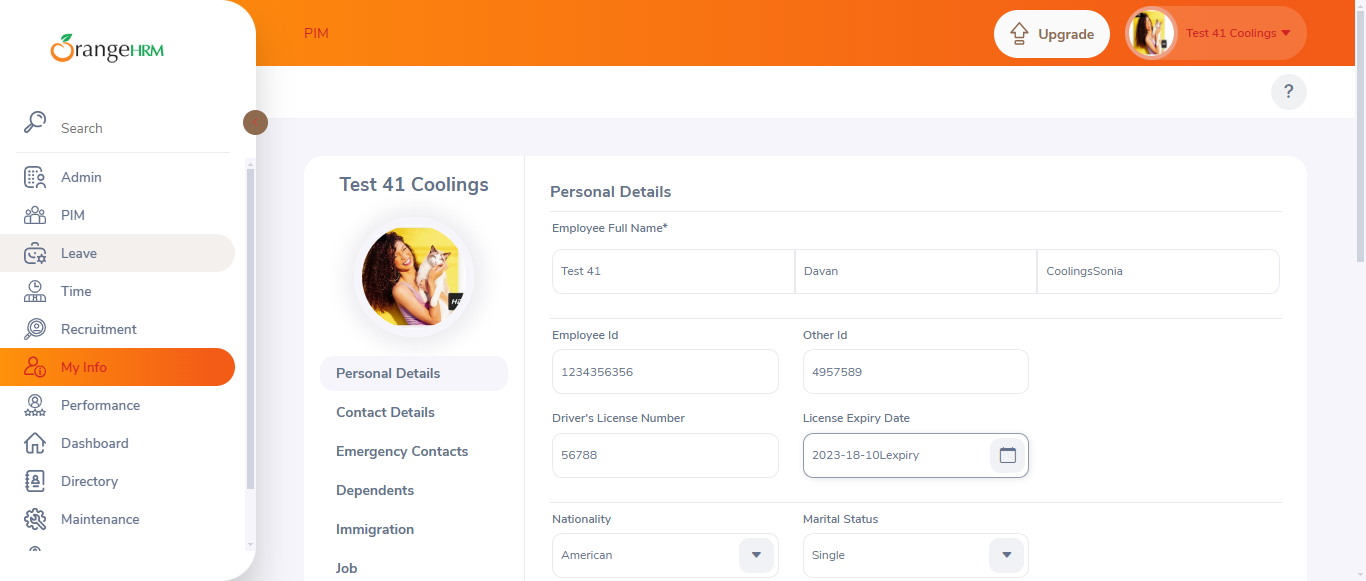 OrangeHRM
Search
Admin
PIM
Leave
Time
Recruitment
My Info
Performance
Dashboard
Directory
Maintenance
PIM
Upgrade
Test 41 Coolings
?
Test 41 Coolings
Personal Details
Contact Details
Emergency Contacts
Dependents
Immigration
Job
Personal Details
Employee Full Name*
Test 41 Davan CoolingsSonia
Employee Id Other Id
1234356356 4957589
Driver's License Number License Expiry Date
56788 2023-18-10Lexpiry
Nationality Marital Status
American Single